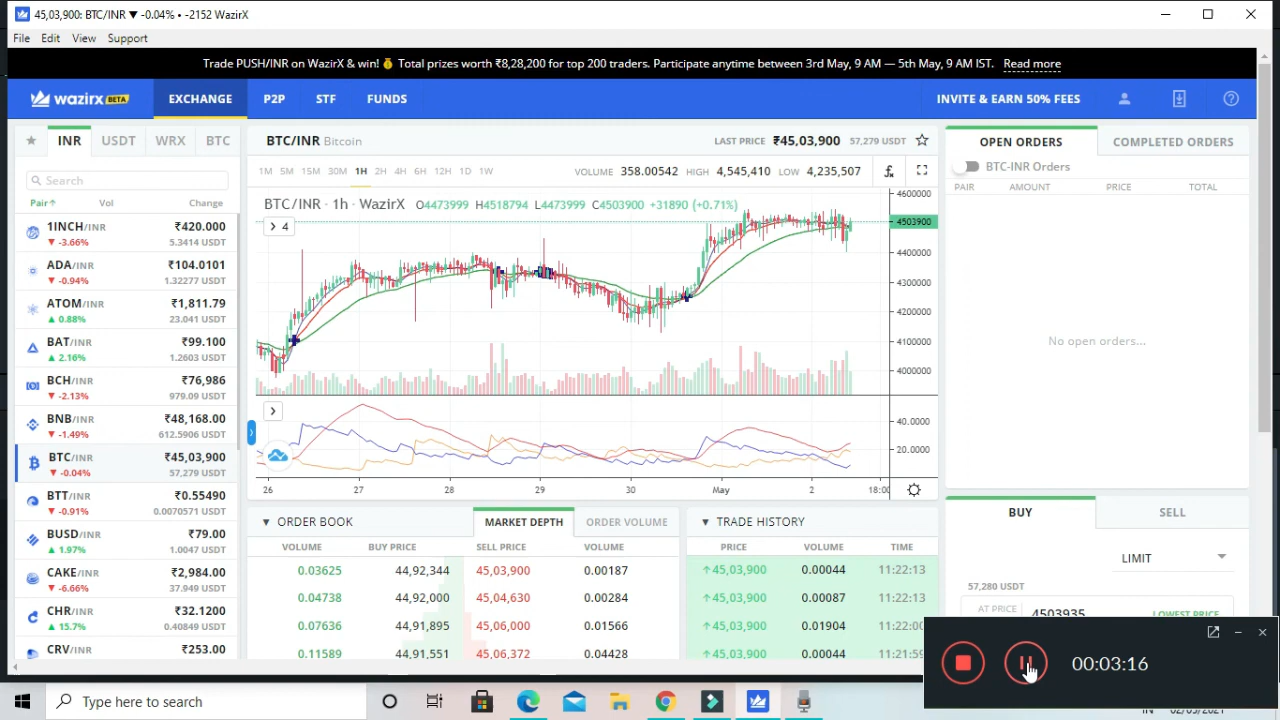 45,03,900: BTC/INR ▼ -0.04% • -2152 WazirX
File Edit View Support
Trade PUSH/INR on WazirX & win! 💰 Total prizes worth ₹8,28,200 for top 200 traders. Participate anytime between 3rd May, 9 AM — 5th May, 9 AM IST. Read more
wazirx BETA EXCHANGE P2P STF FUNDS INVITE & EARN 50% FEES
INR USDT WRX BTC
Search
Pair↑ Vol Change
1INCH/INR ₹420.000
▼ -3.66% 5.3414 USDT
ADA/INR ₹104.0101
▼ -0.94% 1.32277 USDT
ATOM/INR ₹1,811.79
▲ 0.88% 23.041 USDT
BAT/INR ₹99.100
▲ 2.16% 1.2603 USDT
BCH/INR ₹76,986
▼ -2.13% 979.09 USDT
BNB/INR ₹48,168.00
▼ -1.49% 612.5906 USDT
BTC/INR ₹45,03,900
▼ -0.04% 57,279 USDT
BTT/INR ₹0.55490
▼ -0.91% 0.0070571 USDT
BUSD/INR ₹79.00
▲ 1.97% 1.0047 USDT
CAKE/INR ₹2,984.00
▼ -6.66% 37.949 USDT
CHR/INR ₹32.1200
▲ 15.7% 0.40849 USDT
CRV/INR ₹253.00
BTC/INR Bitcoin LAST PRICE ₹45,03,900 57,279 USDT
1M 5M 15M 30M 1H 2H 4H 6H 12H 1D 1W VOLUME 358.00542 HIGH 4,545,410 LOW 4,235,507
BTC/INR · 1h · WazirX O4473999 H4518794 L4473999 C4503900 +31890 (+0.71%)
4
4600000
4503900
4400000
4300000
4200000
4100000
4000000
40.0000
20.0000
26 27 28 29 30 May 2 18:00
▼ ORDER BOOK MARKET DEPTH ORDER VOLUME
VOLUME BUY PRICE SELL PRICE VOLUME
0.03625 44,92,344 45,03,900 0.00187
0.04738 44,92,000 45,04,630 0.00284
0.07636 44,91,895 45,06,000 0.01566
0.11589 44,91,551 45,06,372 0.04428
▼ TRADE HISTORY
PRICE VOLUME TIME
↑45,03,900 0.00044 11:22:13
↑45,03,900 0.00087 11:22:13
↑45,03,900 0.01904 11:22:00
↑45,03,900 0.00044 11:21:59
OPEN ORDERS COMPLETED ORDERS
BTC-INR Orders
PAIR AMOUNT PRICE TOTAL
No open orders...
BUY SELL
LIMIT
57,280 USDT
AT PRICE 4503935 LOWEST PRICE
00:03:16
Type here to search
IN 02/05/2021